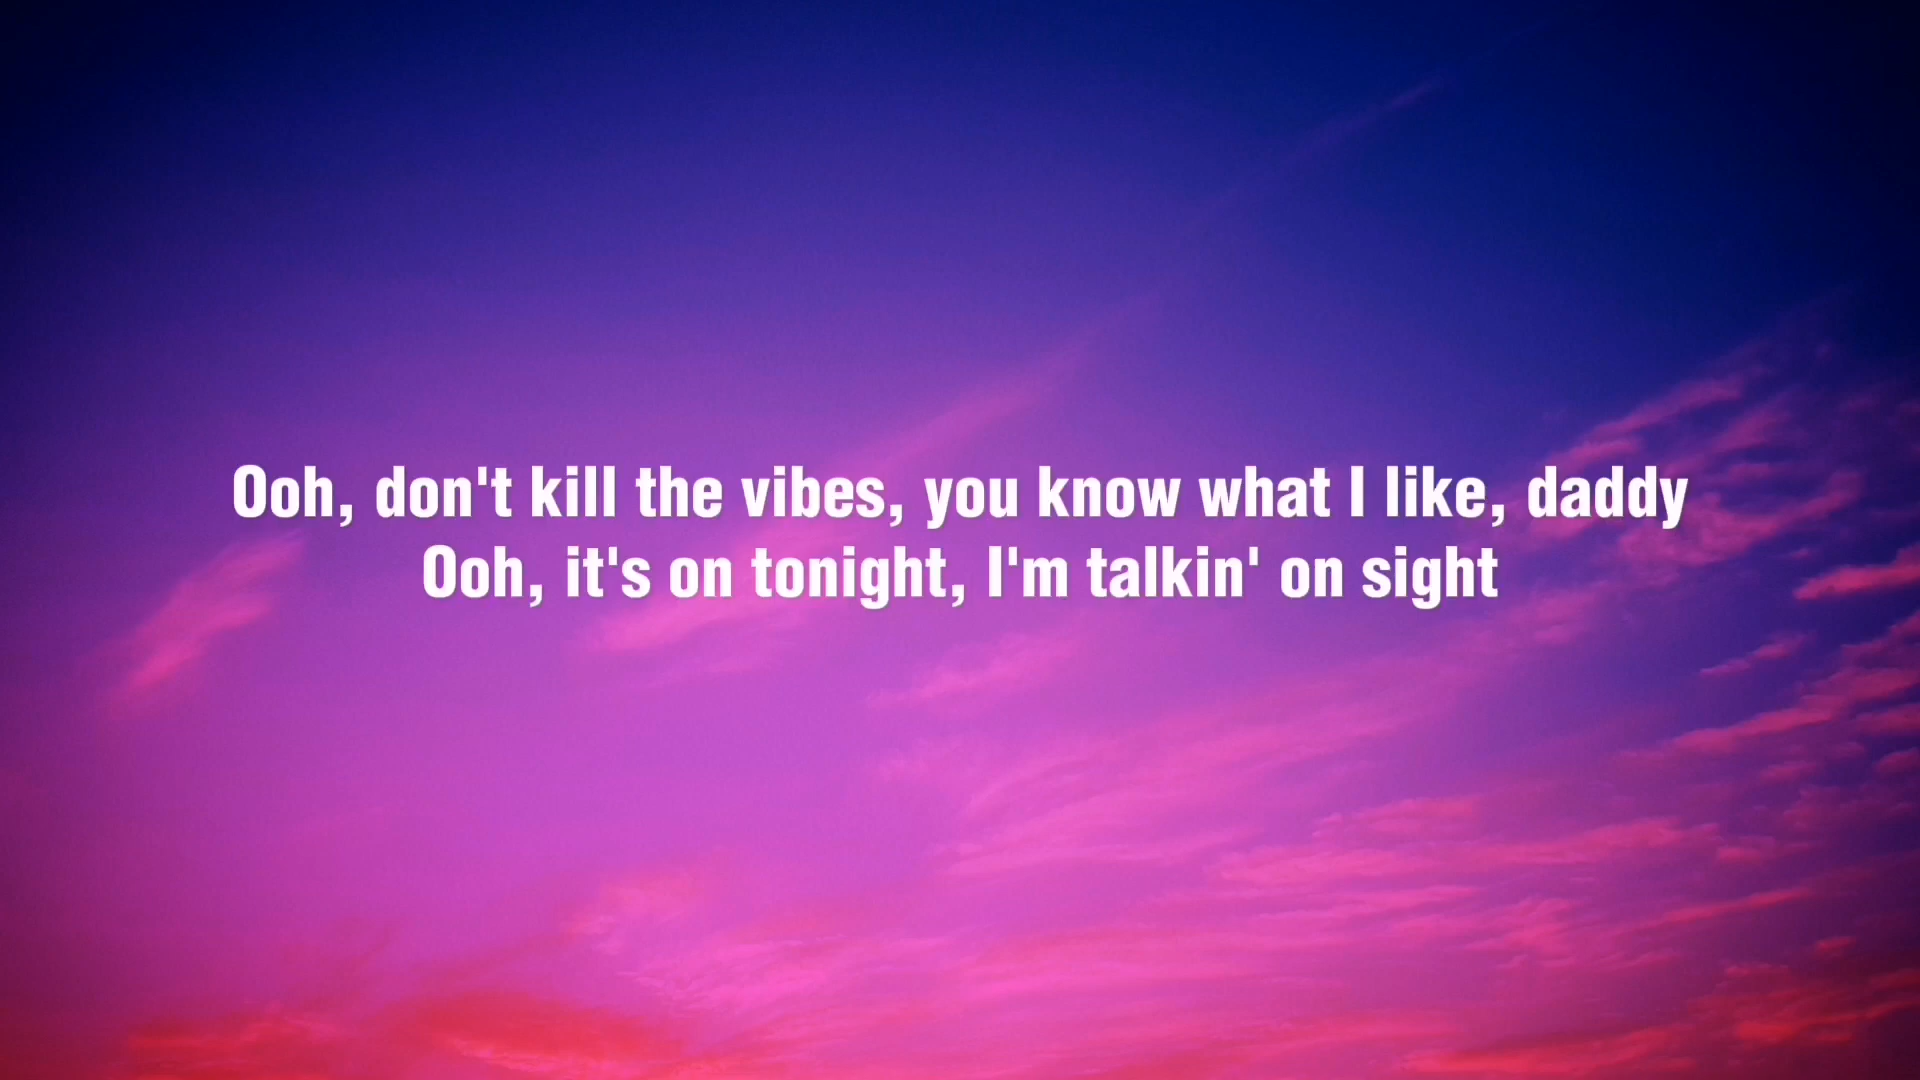 Ooh, don't kill the vibes, you know what I like, daddy
Ooh, it's on tonight, I'm talkin' on sight